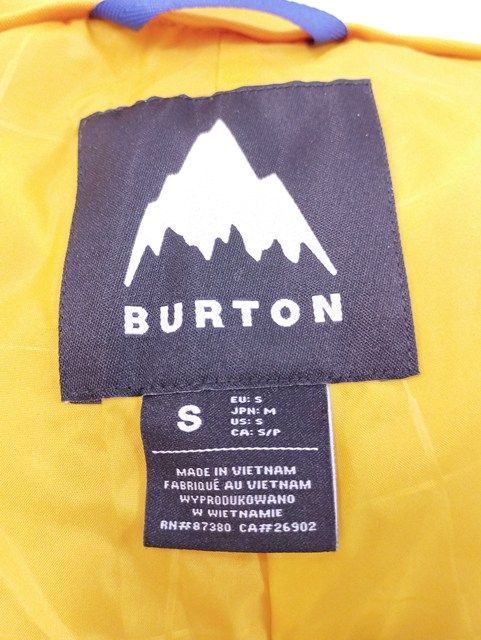 BURTON
S
EU: S
JPN: M
US: S
CA: S/P
MADE IN VIETNAM
FABRIQUÉ AU VIETNAM
WYPRODUKOWANO
W WIETNAMIE
RN#87380 CA#26902